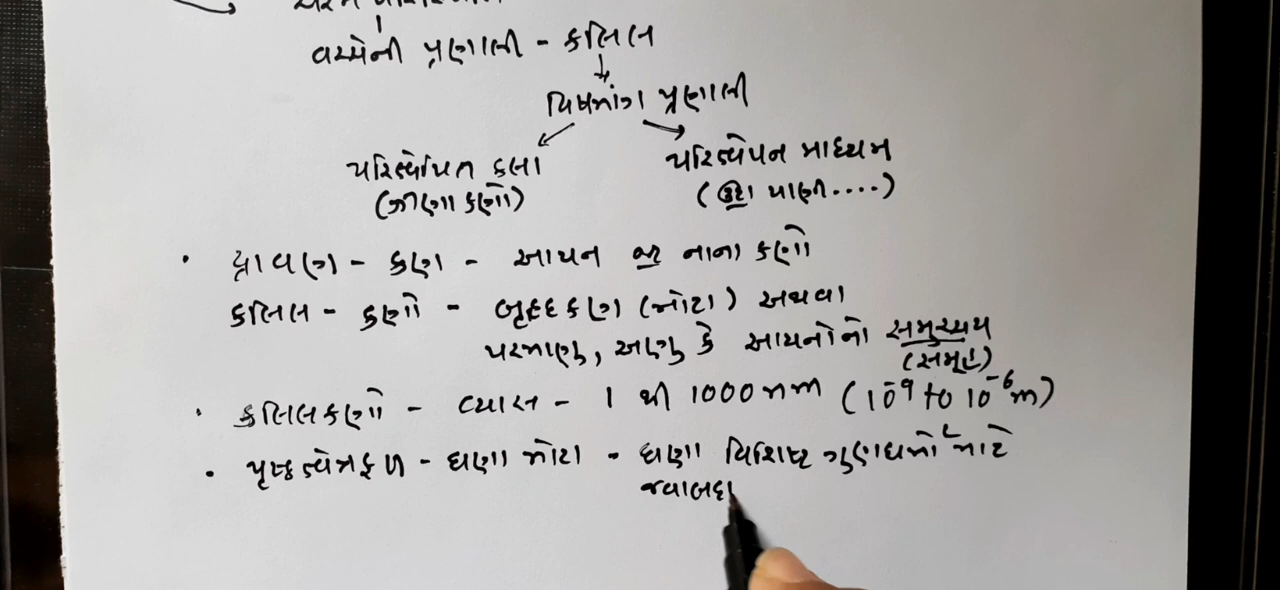 વચ્ચેની પ્રણાલી - કલિલ
વિષમાંગ પ્રણાલી
પરિક્ષેપિત કલા પરિક્ષેપન માધ્યમ
(ઝીણા કણો) (દા પાણી....)
દ્રાવણ - કણ - આયન જ નાના કણો
કલિલ - કણો - બૃહદકણ (મોટા) અથવા
પરમાણુ, અણુ કે આયનોનો સમુચ્ચય
(સમૂહ)
કલિલકણો - વ્યાસ - 1 થી 1000 nm (10⁻⁹ to 10⁻⁶ m)
પૃષ્ઠક્ષેત્રફળ - ઘણા મોટા - ઘણા વિશિષ્ટ ગુણધર્મો માટે
જવાબદા